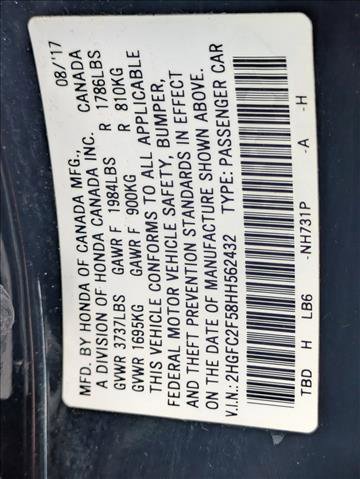 MFD. BY HONDA OF CANADA MFG., 08/'17
A DIVISION OF HONDA CANADA INC. CANADA
GVWR 3737LBS GAWR F 1984LBS R 1786LBS
GVWR 1695KG GAWR F 900KG R 810KG
THIS VEHICLE CONFORMS TO ALL APPLICABLE
FEDERAL MOTOR VEHICLE SAFETY, BUMPER,
AND THEFT PREVENTION STANDARDS IN EFFECT
ON THE DATE OF MANUFACTURE SHOWN ABOVE.
V.I.N.:2HGFC2F58HH562432 TYPE: PASSENGER CAR
TBD H LB6 -NH731P -A -H